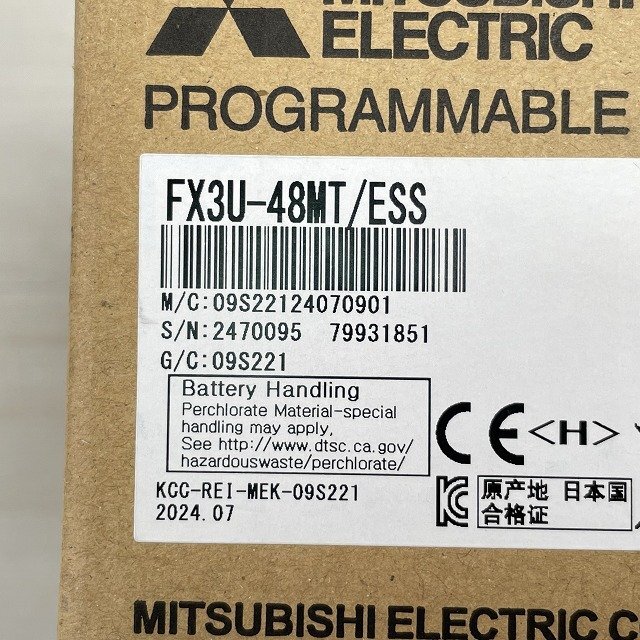 MITSUBISHI
ELECTRIC
PROGRAMMABLE
FX3U-48MT/ESS
M/C:09S22124070901
S/N:2470095 79931851
G/C:09S221
Battery Handling
Perchlorate Material-special
handling may apply,
See http://www.dtsc.ca.gov/
hazardouswaste/perchlorate/
CE <H>
KCC-REI-MEK-09S221
2024.07
原产地 日本国
合格证
MITSUBISHI ELECTRIC C